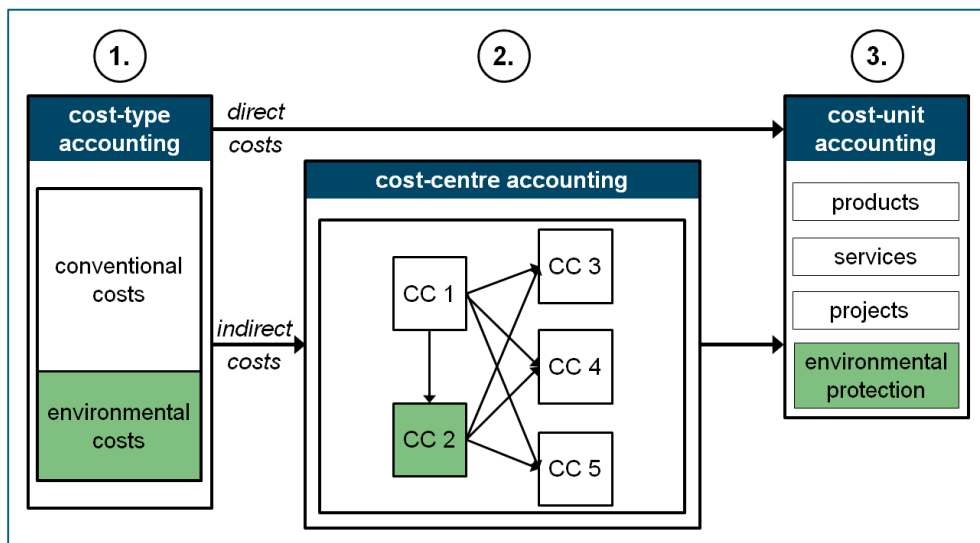 1.
2.
3.
cost-type
accounting
direct
costs
cost-unit
accounting
cost-centre accounting
conventional
costs
environmental
costs
indirect
costs
CC 1
CC 2
CC 3
CC 4
CC 5
products
services
projects
environmental
protection